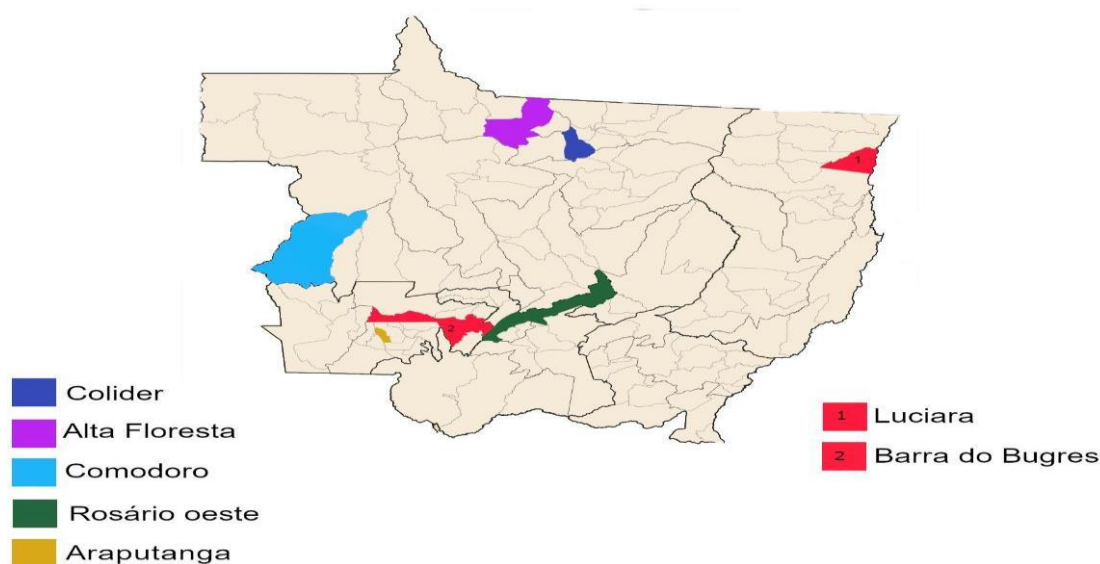 1
2
Colider
Alta Floresta
Comodoro
Rosário oeste
Araputanga
1 Luciara
2 Barra do Bugres